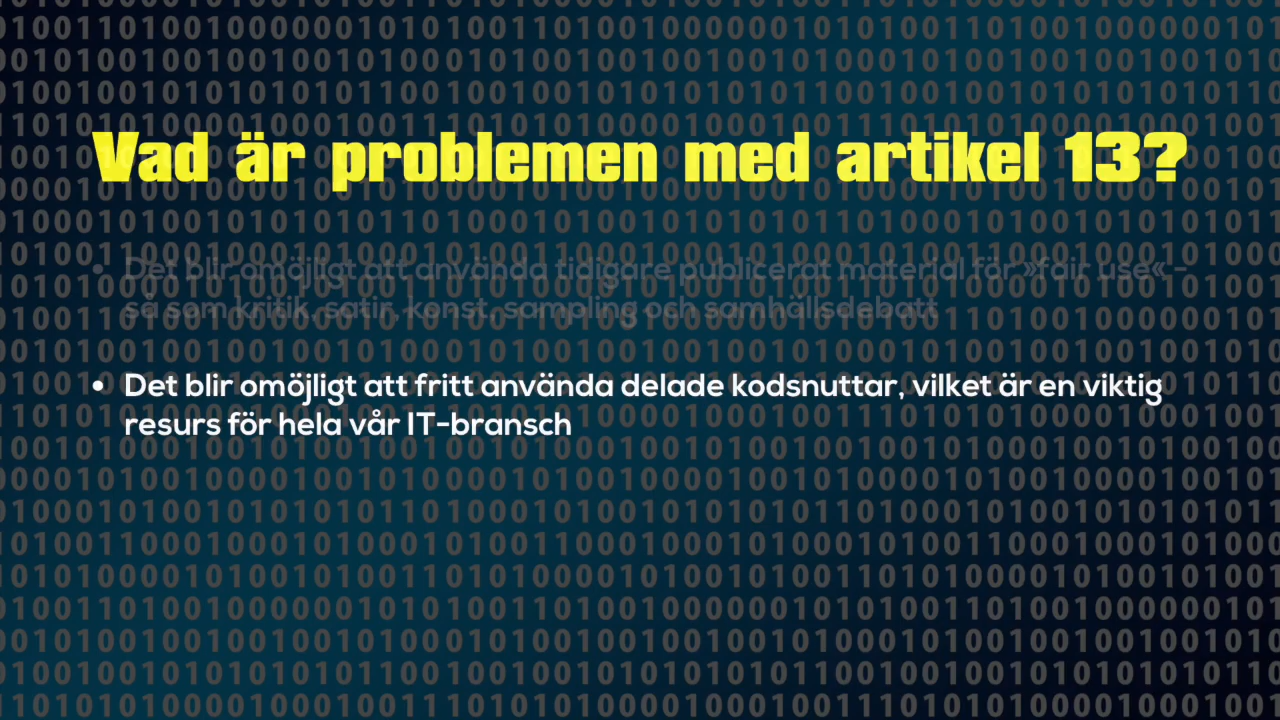 Vad är problemen med artikel 13?
• Det blir omöjligt att använda tidigare publicerat material för »fair use« –
så som kritik, satir, konst, sampling och samhällsdebatt
• Det blir omöjligt att fritt använda delade kodsnuttar, vilket är en viktig
resurs för hela vår IT-bransch